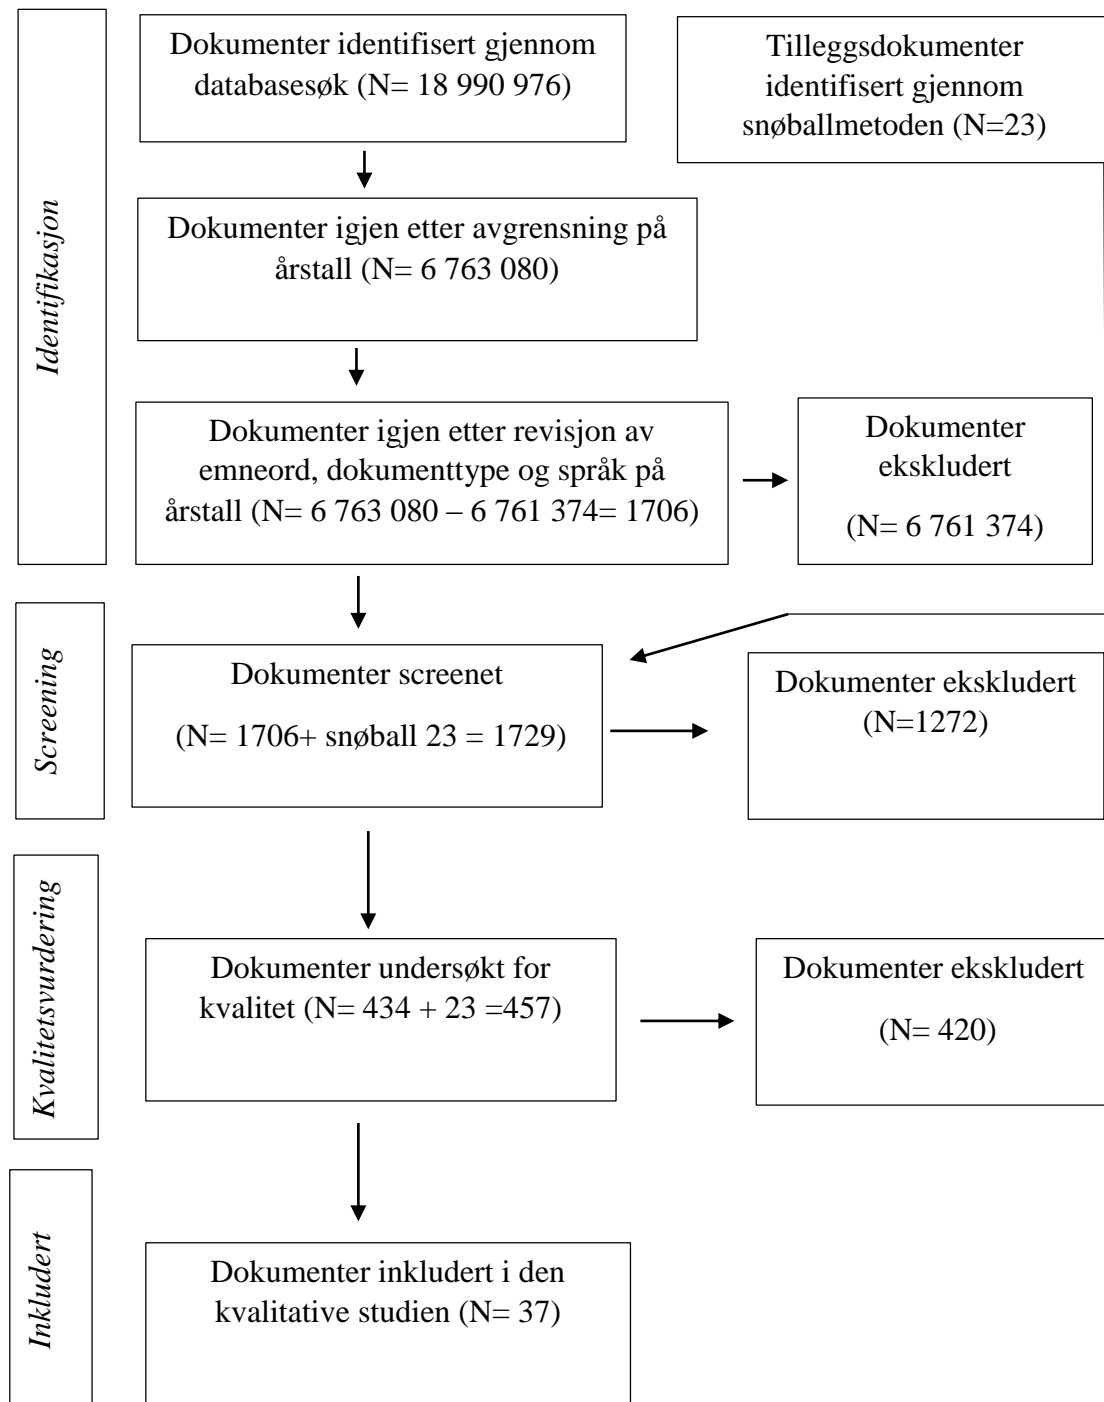 Dokumenter identifisert gjennom
databasesøk (N= 18 990 976)
Tilleggsdokumenter
identifisert gjennom
snøballmetoden (N=23)
Identifikasjon
Dokumenter igjen etter avgrensning på
årstall (N= 6 763 080)
Dokumenter igjen etter revisjon av
emneord, dokumenttype og språk på
årstall (N= 6 763 080 – 6 761 374= 1706)
Dokumenter
ekskludert
(N= 6 761 374)
Screening
Dokumenter screenet
(N= 1706+ snøball 23 = 1729)
Dokumenter ekskludert
(N=1272)
Kvalitetsvurdering
Dokumenter undersøkt for
kvalitet (N= 434 + 23 =457)
Dokumenter ekskludert
(N= 420)
Inkludert
Dokumenter inkludert i den
kvalitative studien (N= 37)